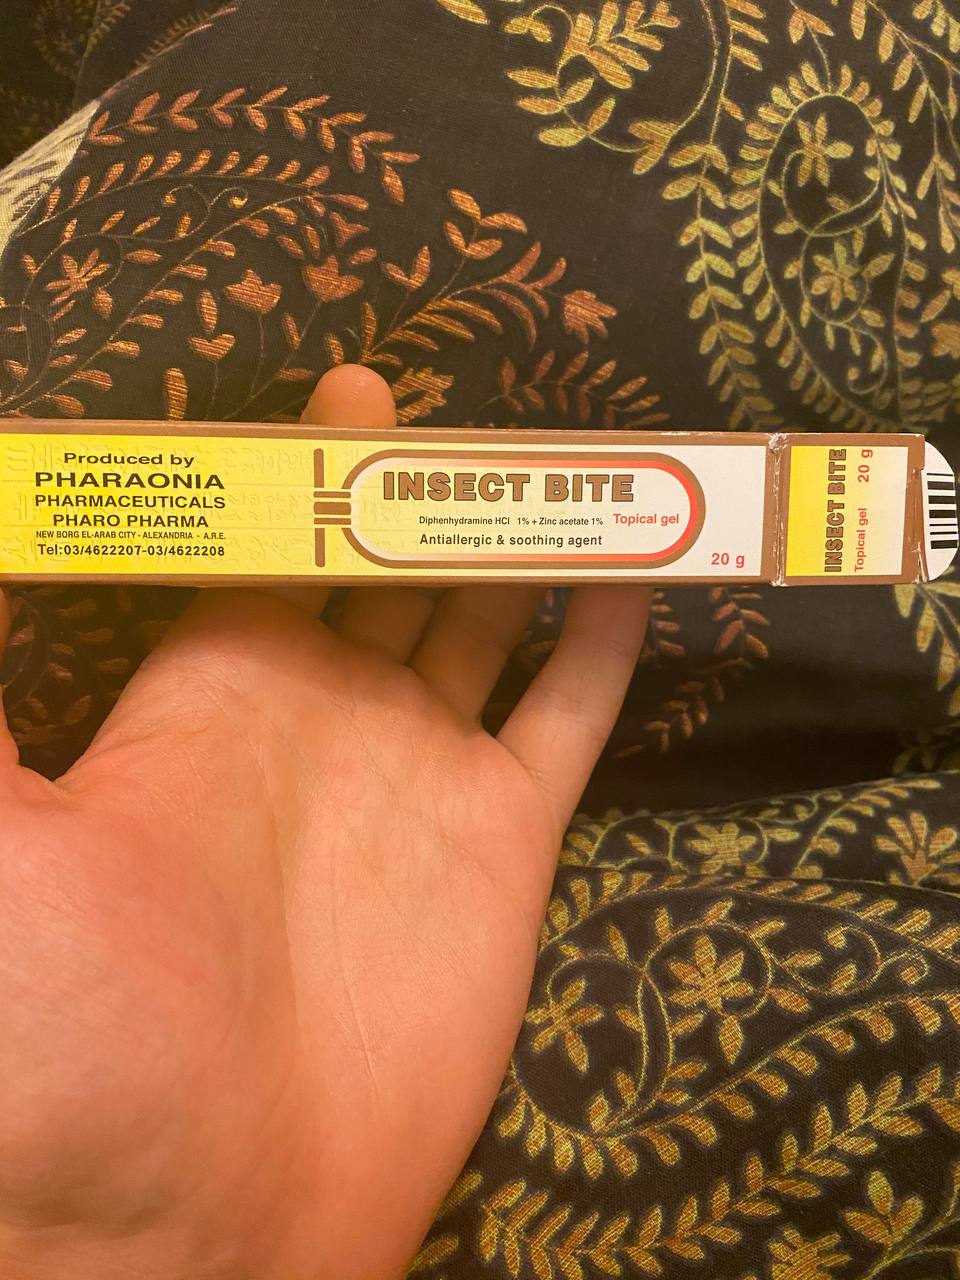 Produced by
PHARAONIA
PHARMACEUTICALS
PHARO PHARMA
NEW BORG EL-ARAB CITY - ALEXANDRIA - A.R.E.
Tel:03/4622207-03/4622208
INSECT BITE
Diphenhydramine HCl 1% + Zinc acetate 1% Topical gel
Antiallergic & soothing agent
20 g
INSECT BITE
Topical gel 20 g